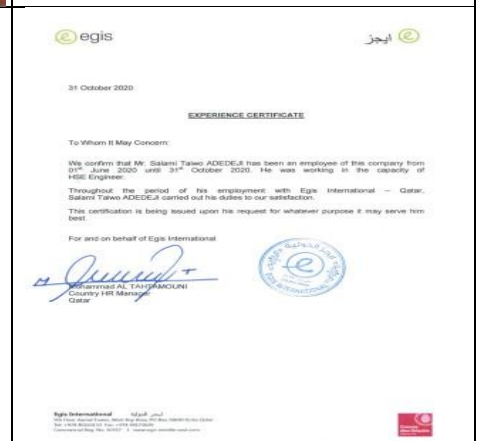 egis
ايجز
31 October 2020
EXPERIENCE CERTIFICATE
To Whom It May Concern:
We confirm that Mr. Salami Taiwo ADEDEJI has been an employee of this company from
01st June 2020 until 31st October 2020. He was working in the capacity of
HSE Engineer.
Throughout the period of his employment with Egis International – Qatar,
Salami Taiwo ADEDEJI carried out his duties to our satisfaction.
This certification is being issued upon his request for whatever purpose it may serve him
best.
For and on behalf of Egis International
Mohammad AL TAHTAMOUNI
Country HR Manager
Qatar
Egis International